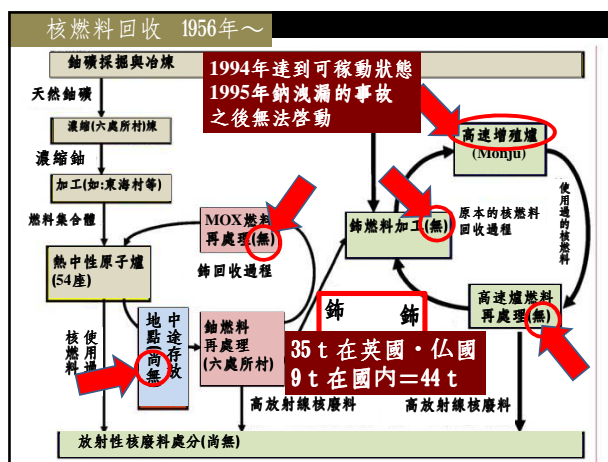 核燃料回收 1956年～
鈾礦採掘與冶煉
1994年達到可稼動狀態
1995年鈉洩漏的事故
之後無法啓動
天然鈾礦
濃縮(六處所村)煉
濃縮鈾
加工(如:東海村等)
燃料集合體
熱中性原子爐
(54座)
MOX燃料
再處理(無)
鈽回收過程
鈽燃料加工(無)
原本的核燃料
回收過程
高速增殖爐
(Monju)
使用過的核燃料
高速爐燃料
再處理(無)
使用過
核燃料
中途存放
地點(尚無)
鈾燃料
再處理
(六處所村)
鈽 鈽
35 t 在英國・仏國
9 t 在國内＝44 t
高放射線核廢料
高放射線核廢料
放射性核廢料處分(尚無)